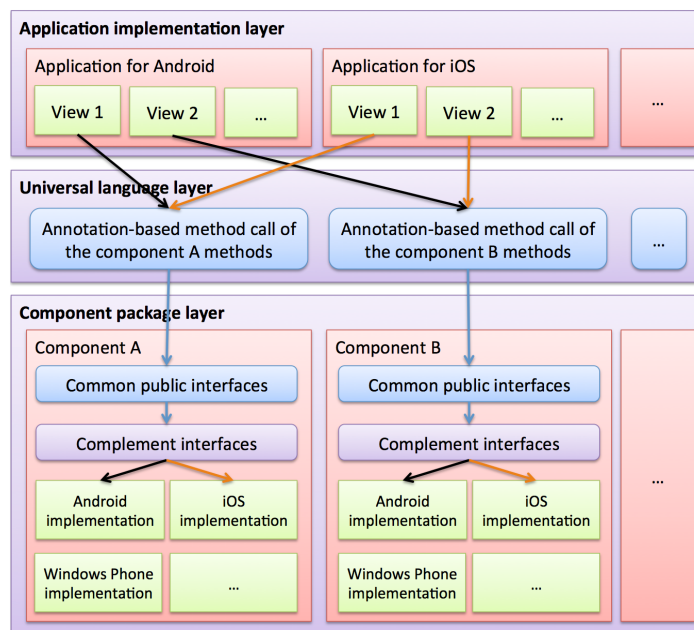 Application implementation layer
Application for Android
Application for iOS
View 1
View 2
...
View 1
View 2
...
...
Universal language layer
Annotation-based method call of
the component A methods
Annotation-based method call of
the component B methods
...
Component package layer
Component A
Common public interfaces
Complement interfaces
Android
implementation
iOS
implementation
Windows Phone
implementation
...
Component B
Common public interfaces
Complement interfaces
Android
implementation
iOS
implementation
Windows Phone
implementation
...
...